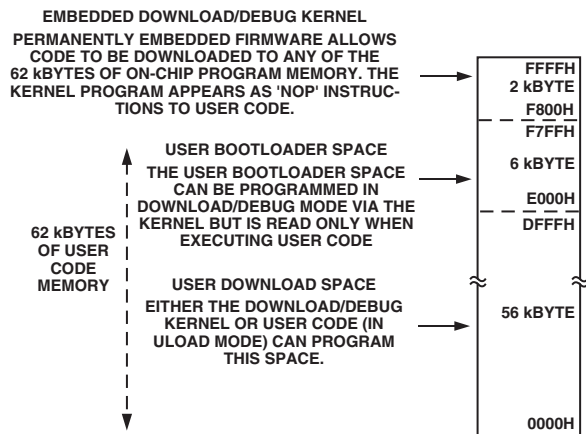 EMBEDDED DOWNLOAD/DEBUG KERNEL
PERMANENTLY EMBEDDED FIRMWARE ALLOWS
CODE TO BE DOWNLOADED TO ANY OF THE
62 kBYTES OF ON-CHIP PROGRAM MEMORY. THE
KERNEL PROGRAM APPEARS AS 'NOP' INSTRUC-
TIONS TO USER CODE.
FFFFH
2 kBYTE
F800H
F7FFH
USER BOOTLOADER SPACE
THE USER BOOTLOADER SPACE
CAN BE PROGRAMMED IN
DOWNLOAD/DEBUG MODE VIA THE
KERNEL BUT IS READ ONLY WHEN
EXECUTING USER CODE
6 kBYTE
E000H
DFFFH
62 kBYTES
OF USER
CODE
MEMORY
USER DOWNLOAD SPACE
EITHER THE DOWNLOAD/DEBUG
KERNEL OR USER CODE (IN
ULOAD MODE) CAN PROGRAM
THIS SPACE.
56 kBYTE
0000H